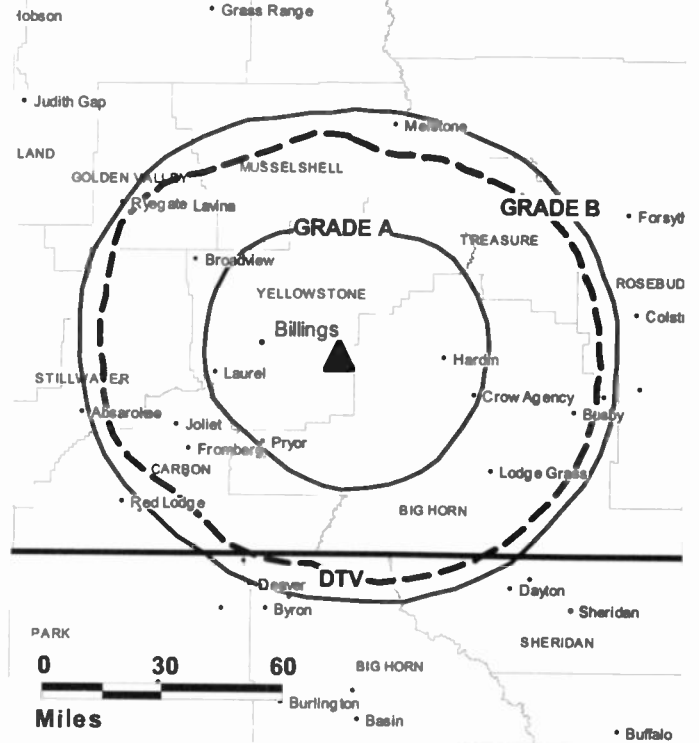 Hobson
Grass Range
Judith Gap
Melstone
LAND
MUSSELSHELL
GOLDEN VALLEY
Ryegate Lavina
GRADE B
Forsyth
GRADE A
TREASURE
Broadview
ROSEBUD
YELLOWSTONE
Colstr
Billings
Laurel
Hardin
STILLWATER
Crow Agency
Absarokee
Busby
Joliet
Pryor
Fromberg
CARBON
Lodge Grass
Red Lodge
BIG HORN
DTV
Deaver
Dayton
Byron
Sheridan
PARK
SHERIDAN
0 30 60
BIG HORN
Miles
Burlington
Basin
Buffalo